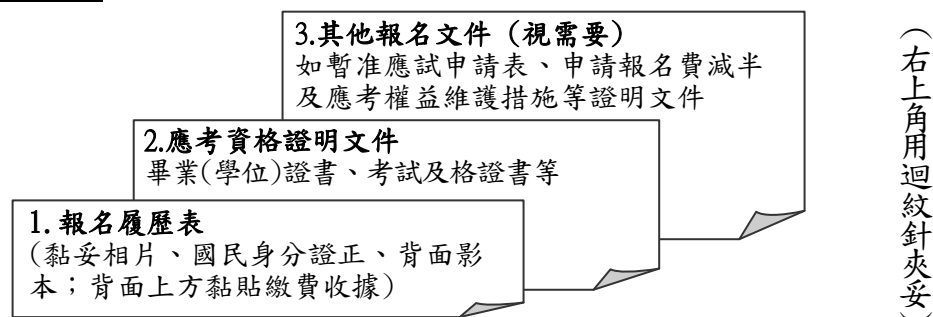 3.其他報名文件（視需要）
如暫准應試申請表、申請報名費減半
及應考權益維護措施等證明文件
2.應考資格證明文件
畢業(學位)證書、考試及格證書等
1.報名履歷表
(黏妥相片、國民身分證正、背面影
本；背面上方黏貼繳費收據)
（右上角用迴紋針夾妥）